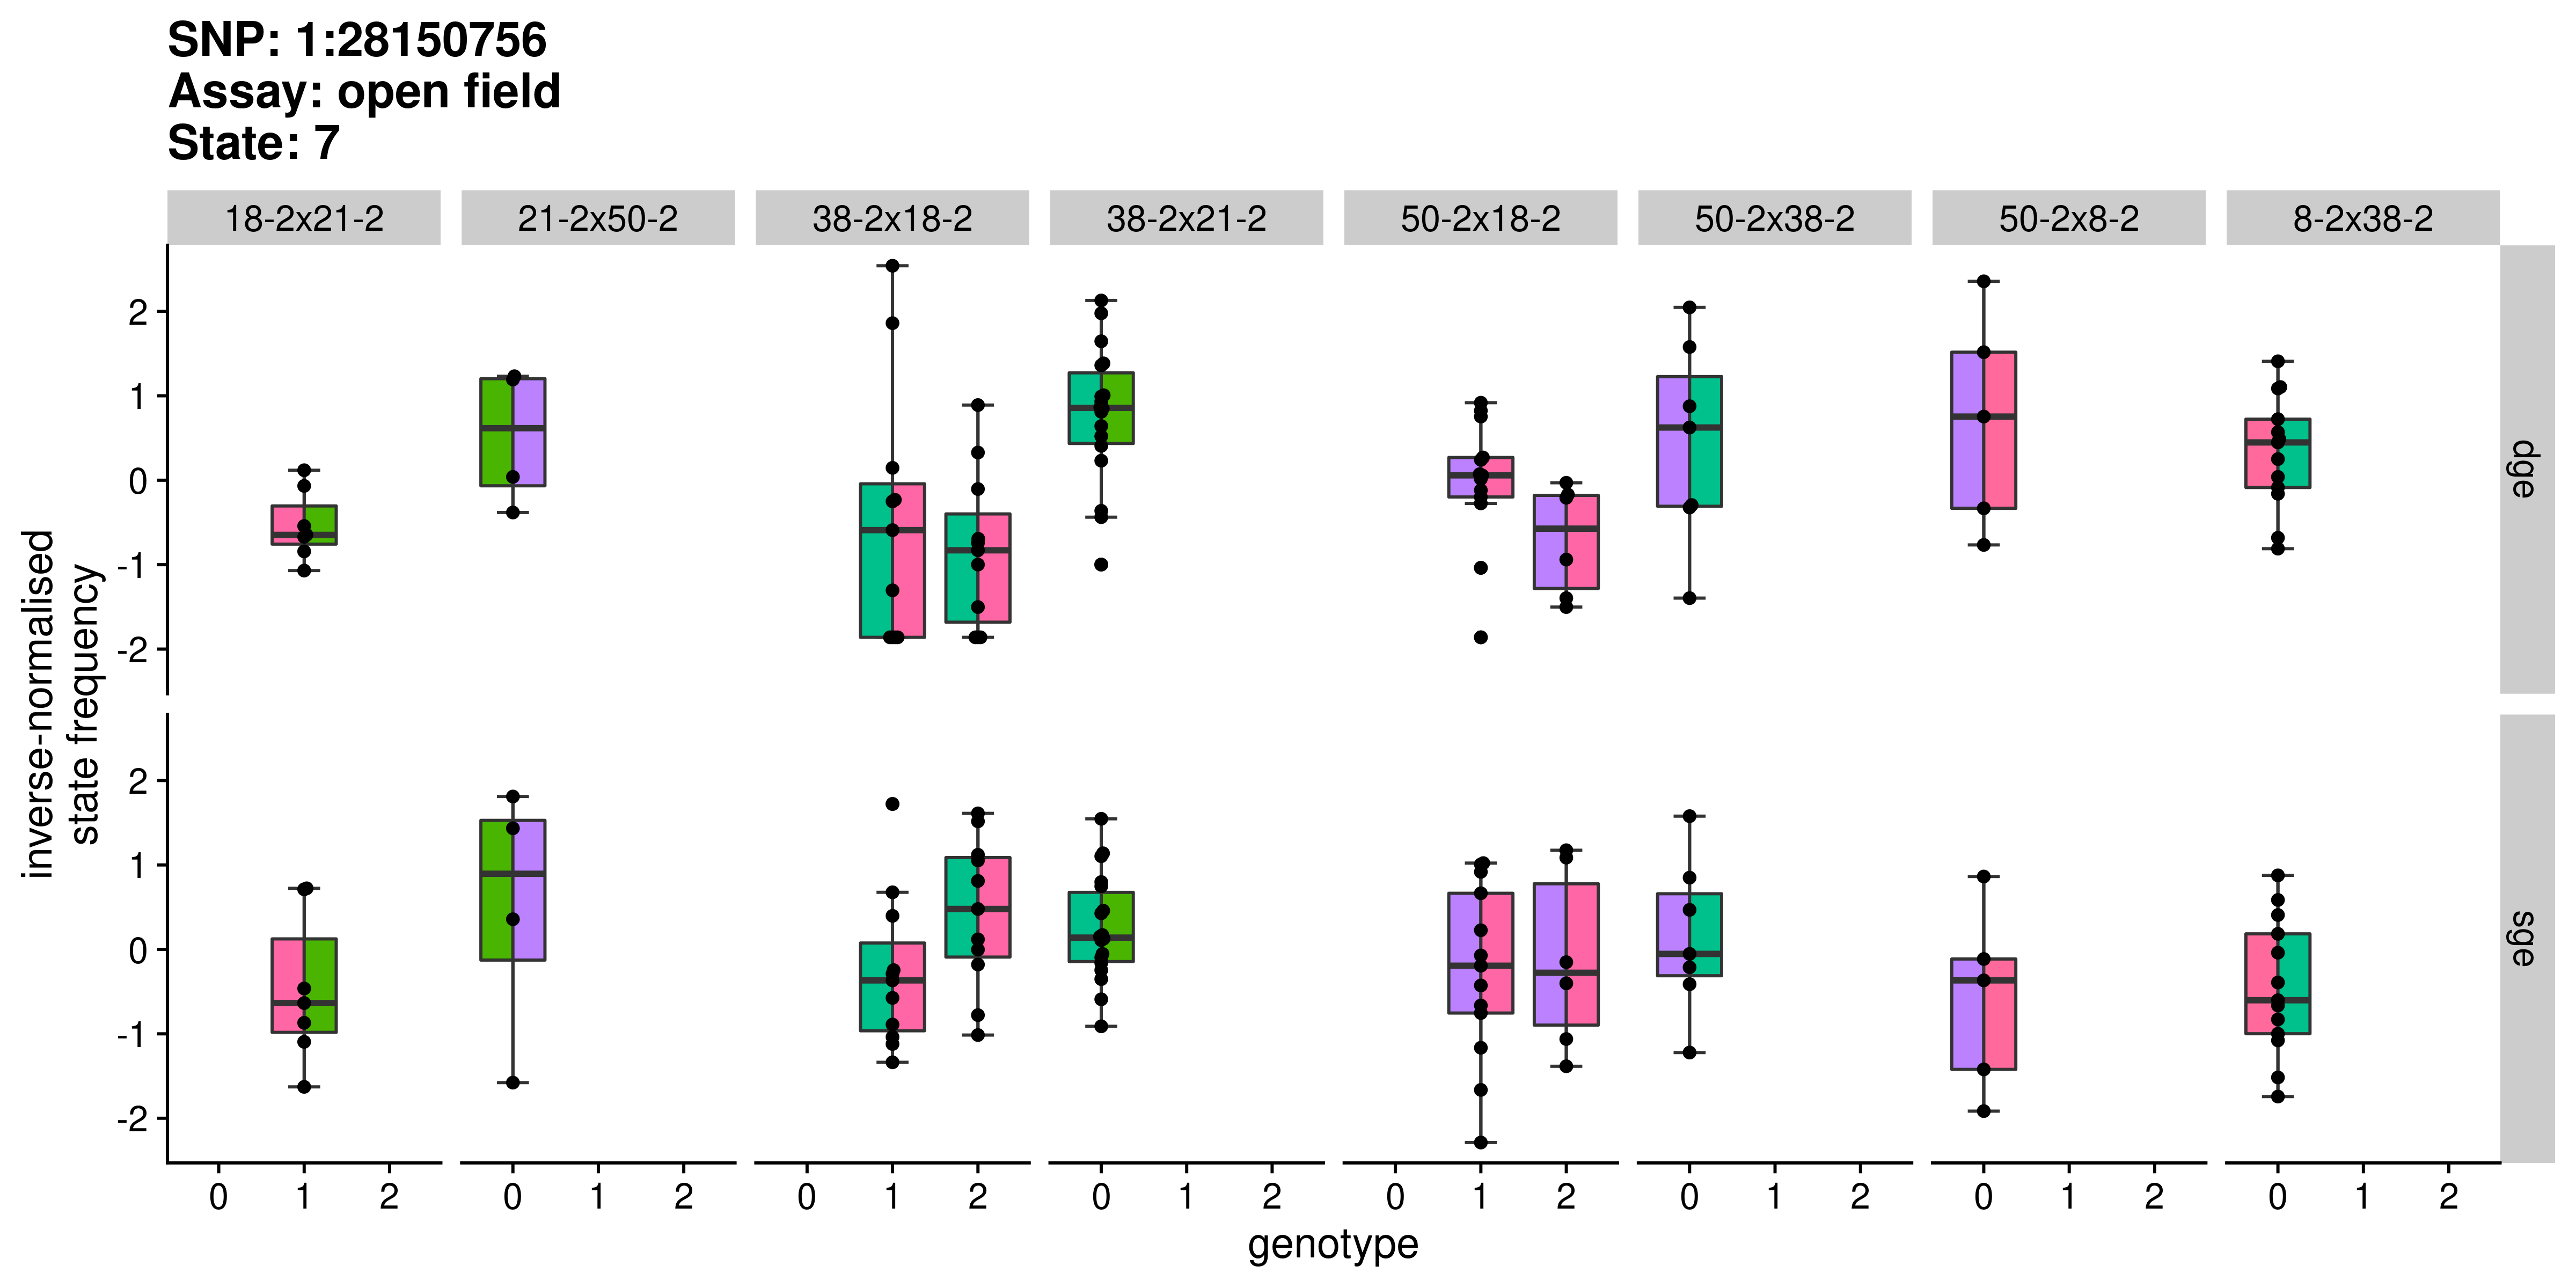 SNP: 1:28150756
Assay: open field
State: 7
18-2x21-2 21-2x50-2 38-2x18-2 38-2x21-2 50-2x18-2 50-2x38-2 50-2x8-2 8-2x38-2
inverse-normalised
state frequency
2
1
0
-1
-2
dge
2
1
0
-1
-2
sge
0 1 2 0 1 2 0 1 2 0 1 2 0 1 2 0 1 2 0 1 2 0 1 2
genotype